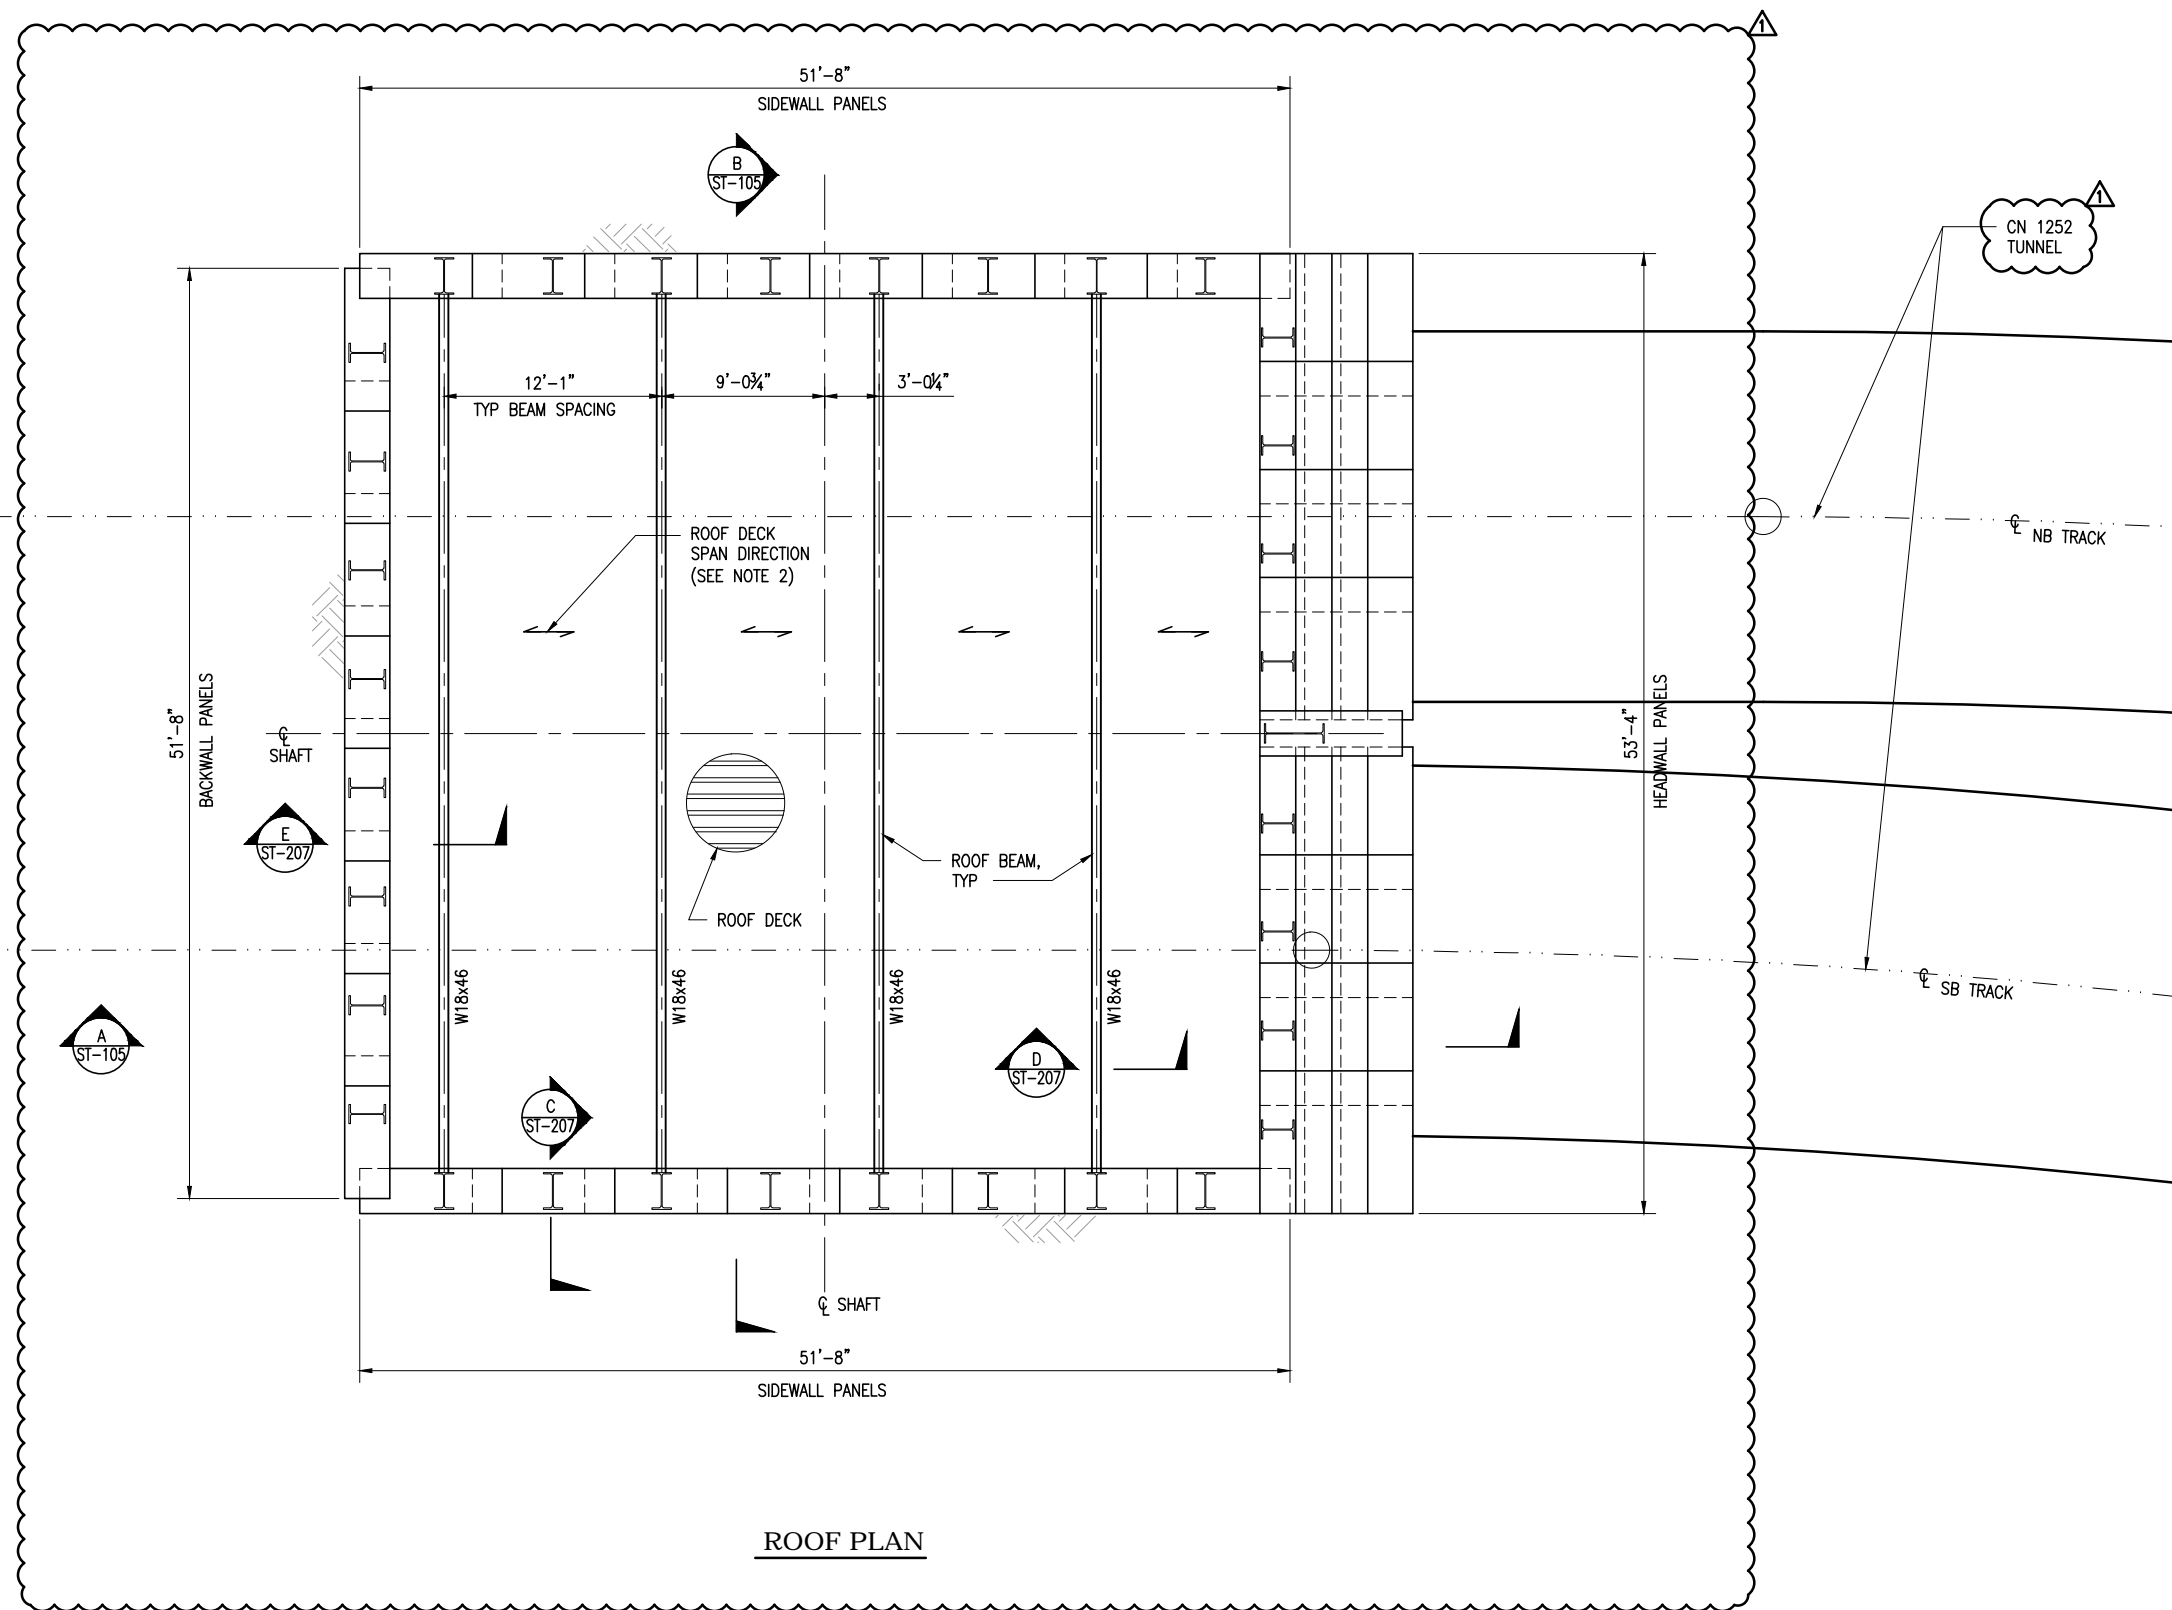 1
51'-8"
SIDEWALL PANELS
B
ST-105
1
CN 1252
TUNNEL
12'-1"
TYP BEAM SPACING
9'-0¾"
3'-0¼"
ROOF DECK
SPAN DIRECTION
(SEE NOTE 2)
℄ NB TRACK
51'-8"
BACKWALL PANELS
℄
SHAFT
53'-4"
HEADWALL PANELS
E
ST-207
ROOF BEAM,
TYP
ROOF DECK
W18x46
W18x46
W18x46
W18x46
℄ SB TRACK
A
ST-105
D
ST-207
C
ST-207
℄ SHAFT
51'-8"
SIDEWALL PANELS
ROOF PLAN